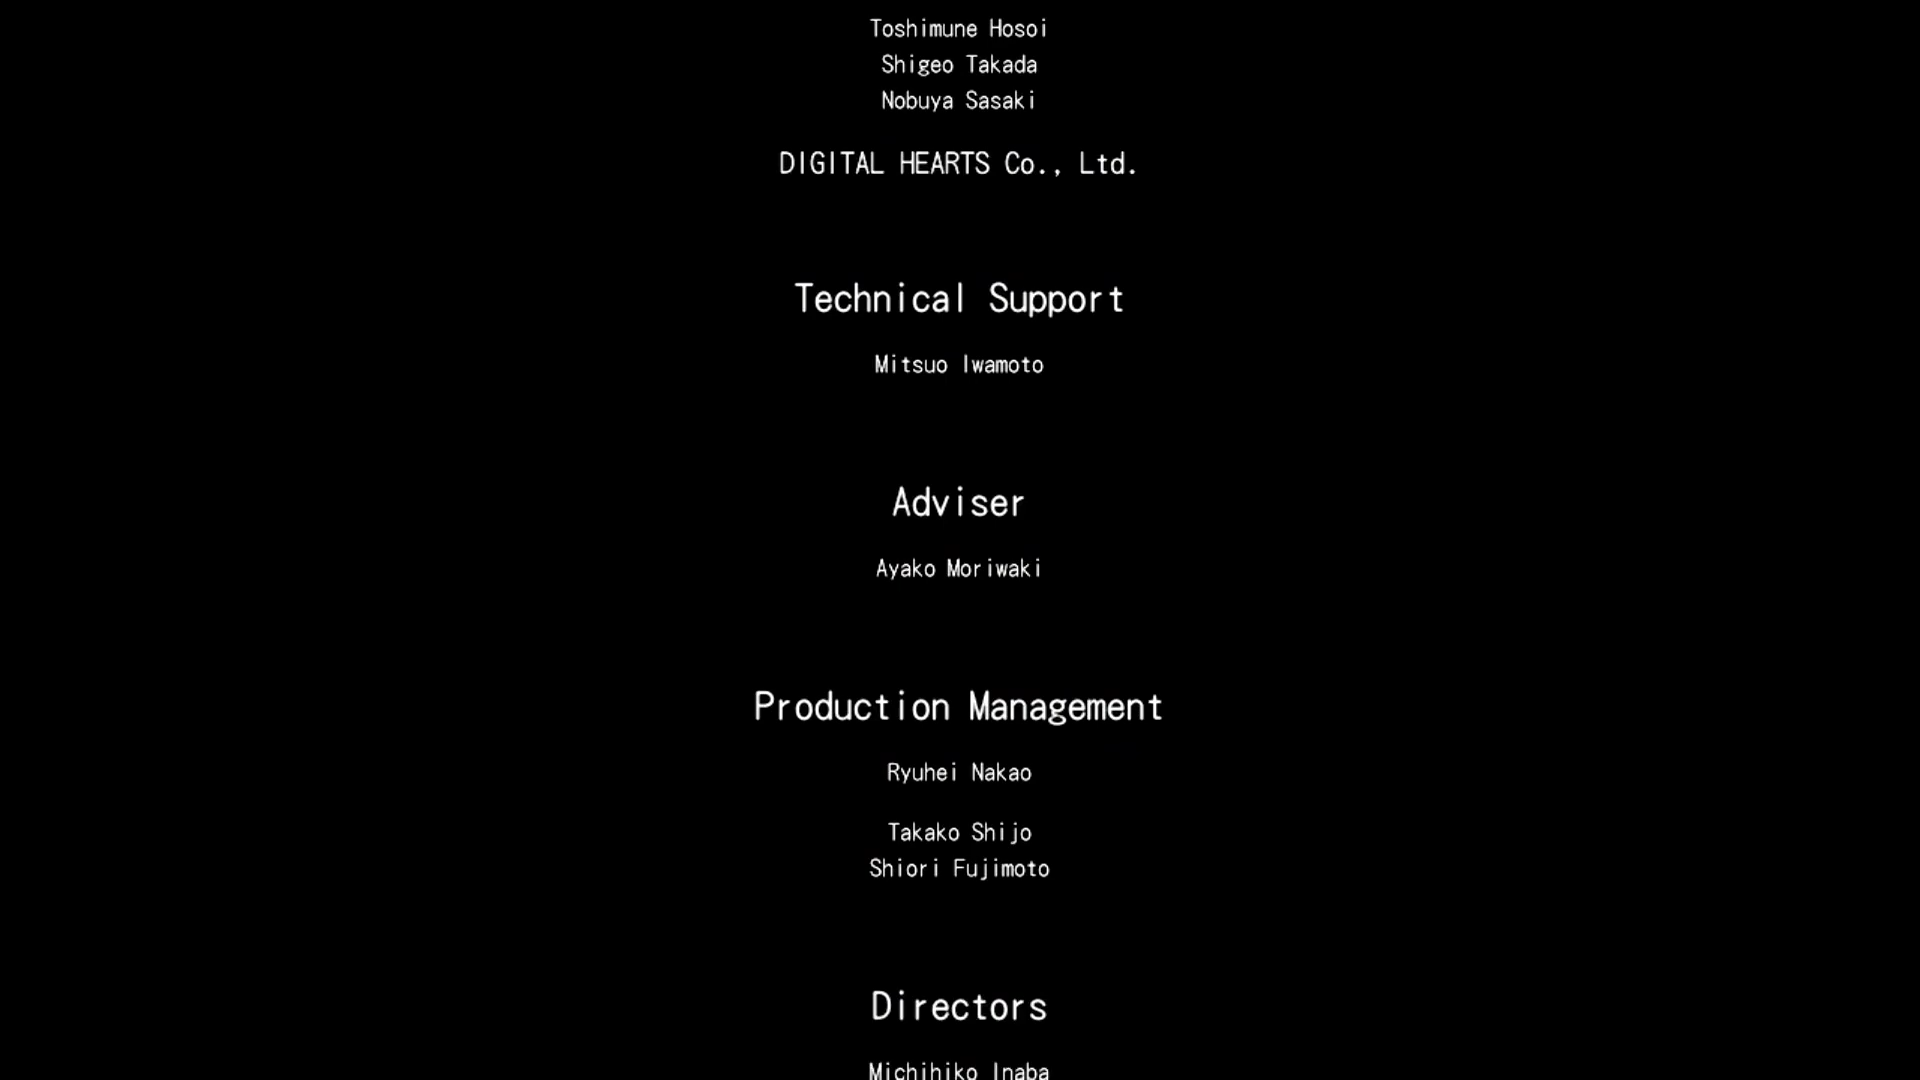 Toshimune Hosoi
Shigeo Takada
Nobuya Sasaki
DIGITAL HEARTS Co., Ltd.
Technical Support
Mitsuo Iwamoto
Adviser
Ayako Moriwaki
Production Management
Ryuhei Nakao
Takako Shijo
Shiori Fujimoto
Directors
Michihiko Inaba